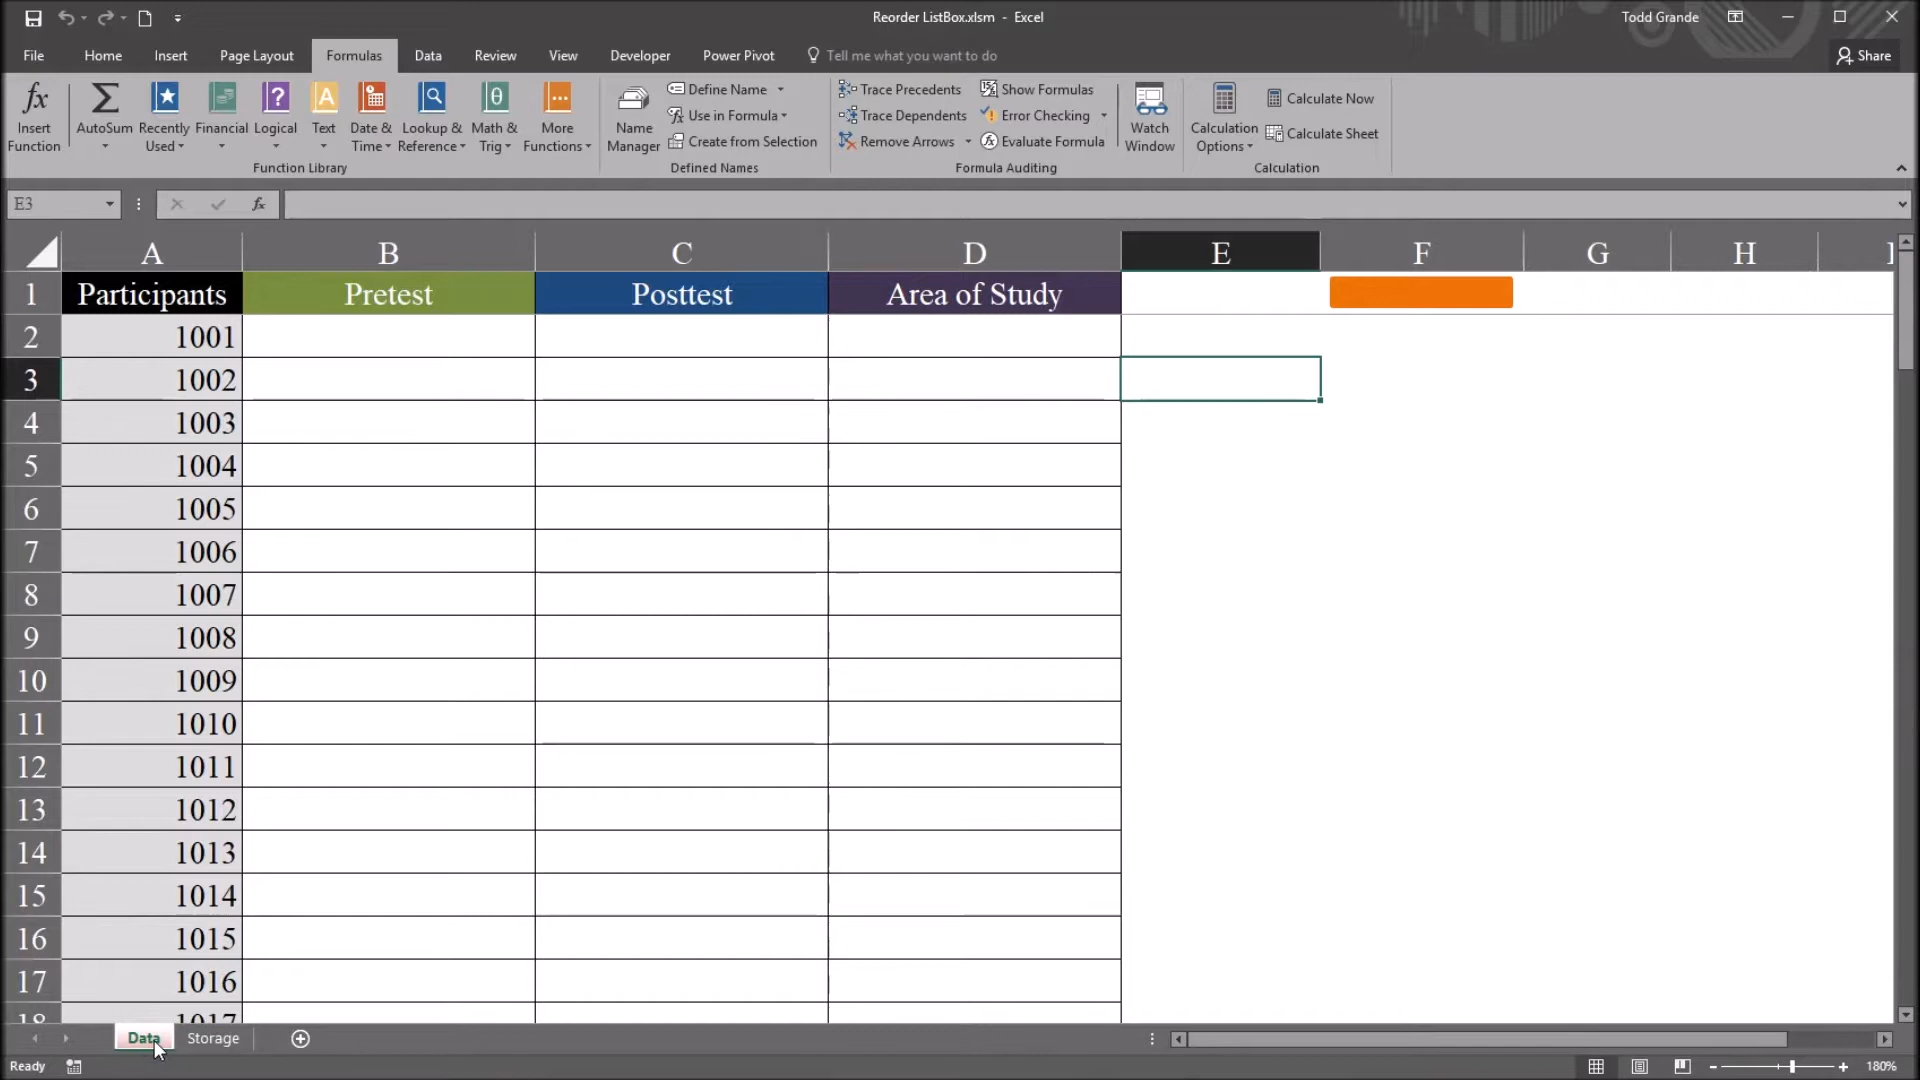 Reorder ListBox.xlsm - Excel
Todd Grande
File Home Insert Page Layout Formulas Data Review View Developer Power Pivot Tell me what you want to do
Share
Insert Function
AutoSum
Recently Used
Financial
Logical
Text
Date & Time
Lookup & Reference
Math & Trig
More Functions
Function Library
Name Manager
Define Name
Use in Formula
Create from Selection
Defined Names
Trace Precedents
Trace Dependents
Remove Arrows
Show Formulas
Error Checking
Evaluate Formula
Formula Auditing
Watch Window
Calculation Options
Calculate Now
Calculate Sheet
Calculation
E3
fx
A B C D E F G H
1 Participants Pretest Posttest Area of Study
2 1001
3 1002
4 1003
5 1004
6 1005
7 1006
8 1007
9 1008
10 1009
11 1010
12 1011
13 1012
14 1013
15 1014
16 1015
17 1016
18 1017
Data Storage
Ready
180%